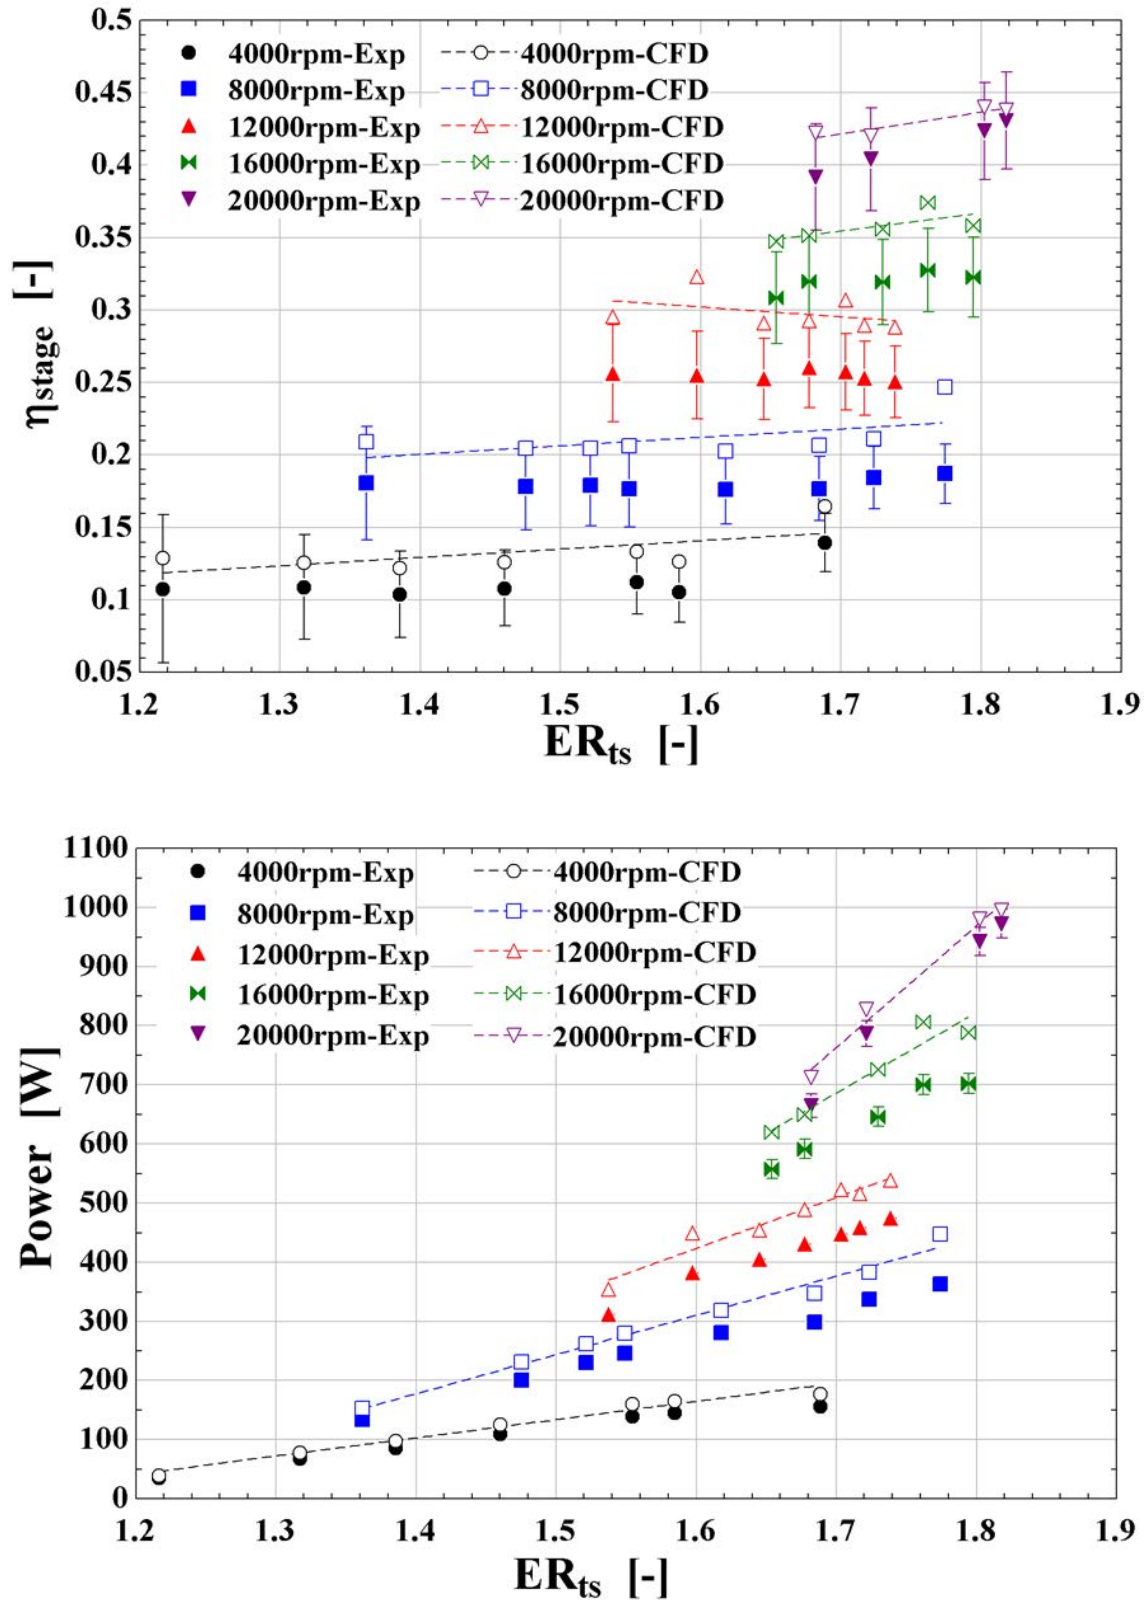 0.5
0.45
0.4
0.35
0.3
0.25
0.2
0.15
0.1
0.05
η stage [-]
4000rpm-Exp 4000rpm-CFD
8000rpm-Exp 8000rpm-CFD
12000rpm-Exp 12000rpm-CFD
16000rpm-Exp 16000rpm-CFD
20000rpm-Exp 20000rpm-CFD
1.2 1.3 1.4 1.5 1.6 1.7 1.8 1.9
ERts [-]
1100
1000
900
800
700
600
500
400
300
200
100
0
Power [W]
4000rpm-Exp 4000rpm-CFD
8000rpm-Exp 8000rpm-CFD
12000rpm-Exp 12000rpm-CFD
16000rpm-Exp 16000rpm-CFD
20000rpm-Exp 20000rpm-CFD
1.2 1.3 1.4 1.5 1.6 1.7 1.8 1.9
ERts [-]